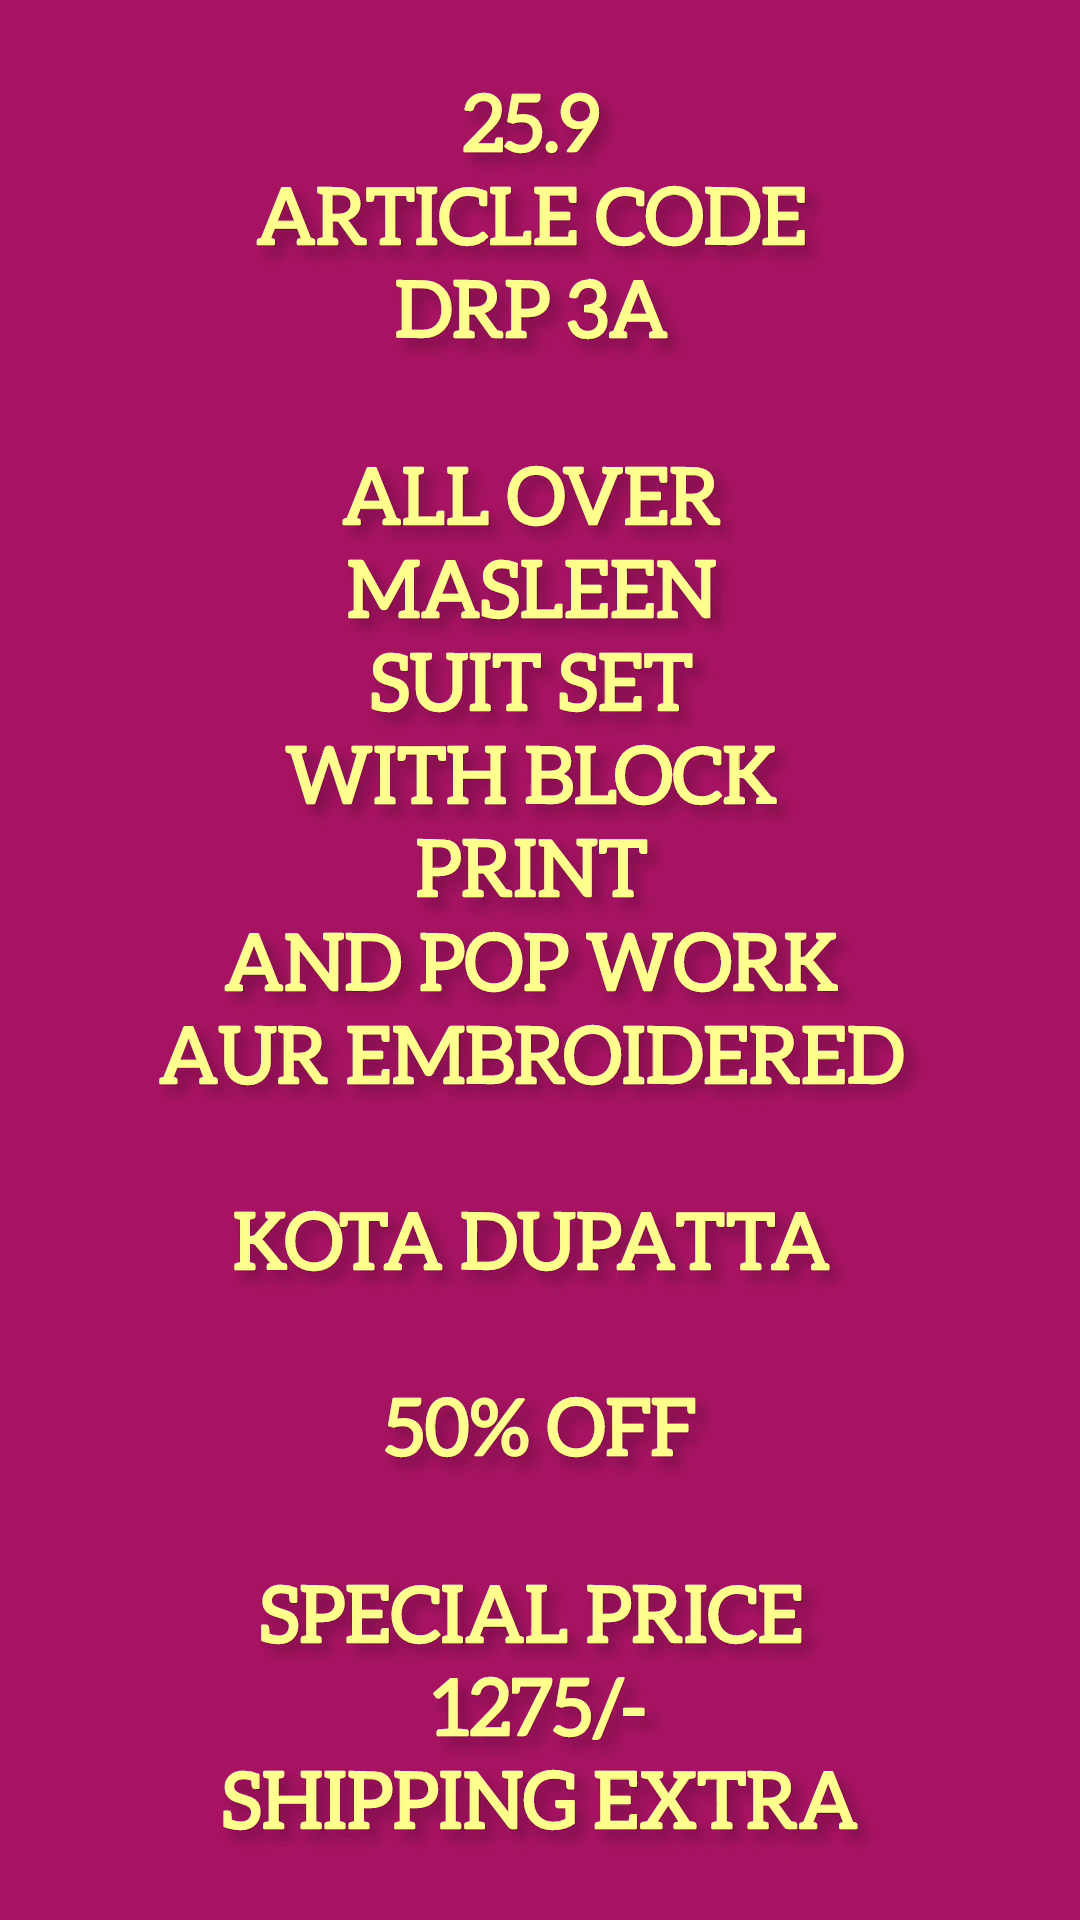 25.9
ARTICLE CODE
DRP 3A
ALL OVER
MASLEEN
SUIT SET
WITH BLOCK
PRINT
AND POP WORK
AUR EMBROIDERED
KOTA DUPATTA
50% OFF
SPECIAL PRICE
1275/-
SHIPPING EXTRA